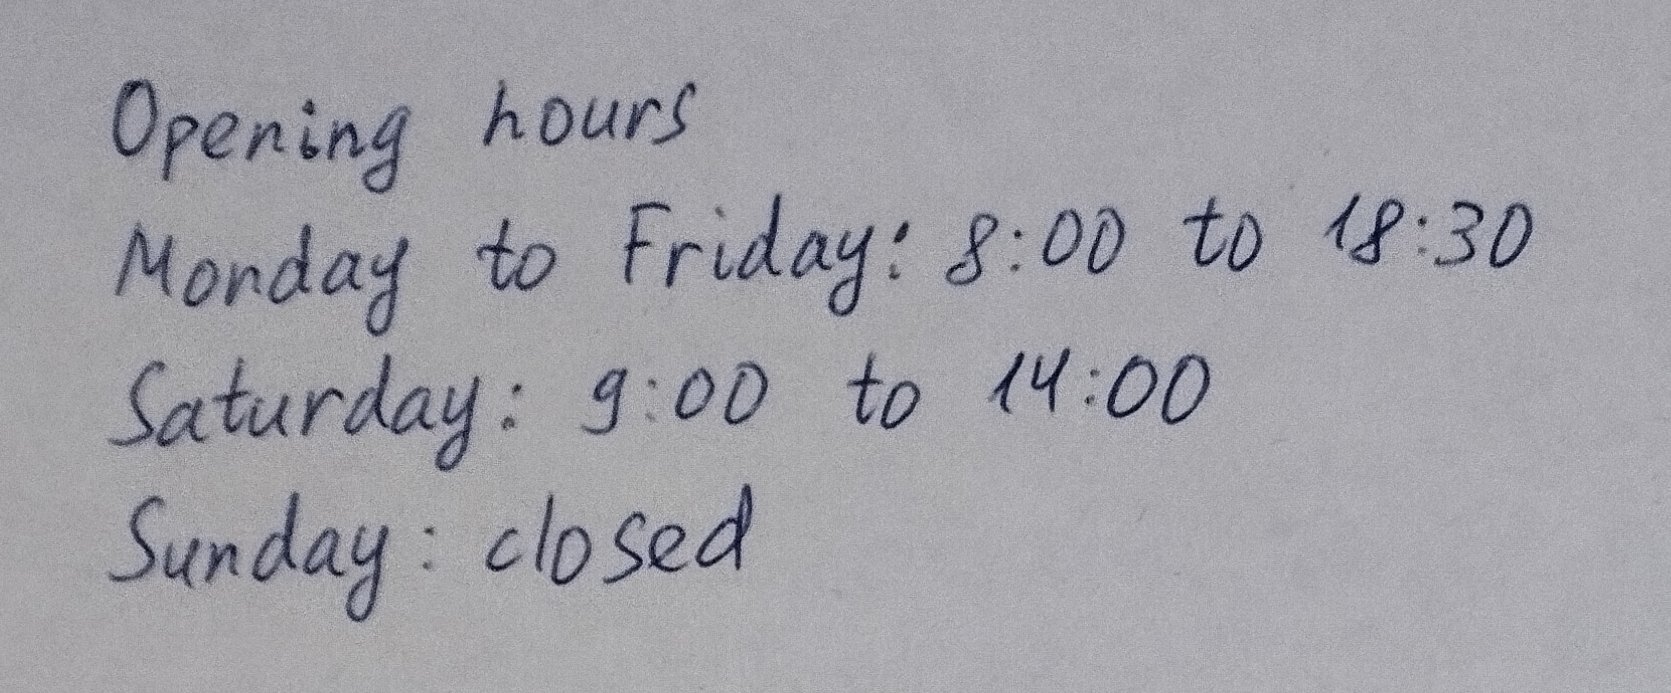 Opening hours
Monday to Friday: 8:00 to 18:30
Saturday: 9:00 to 14:00
Sunday: closed